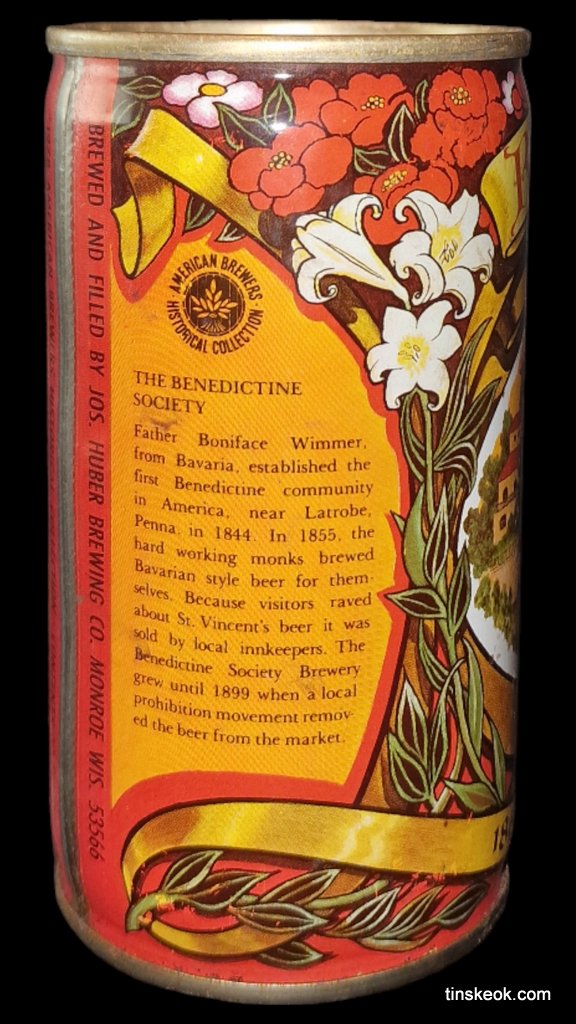 BREWED AND FILLED BY JOS. HUBER BREWING CO. MONROE WIS. 53566
AMERICAN BREWERS
HISTORICAL COLLECTION
THE BENEDICTINE
SOCIETY
Father Boniface Wimmer,
from Bavaria, established the
first Benedictine community
in America, near Latrobe,
Penna. in 1844. In 1855, the
hard working monks brewed
Bavarian style beer for them-
selves. Because visitors raved
about St. Vincent's beer it was
sold by local innkeepers. The
Benedictine Society Brewery
grew until 1899 when a local
prohibition movement remov-
ed the beer from the market.
18
tinskeok.com